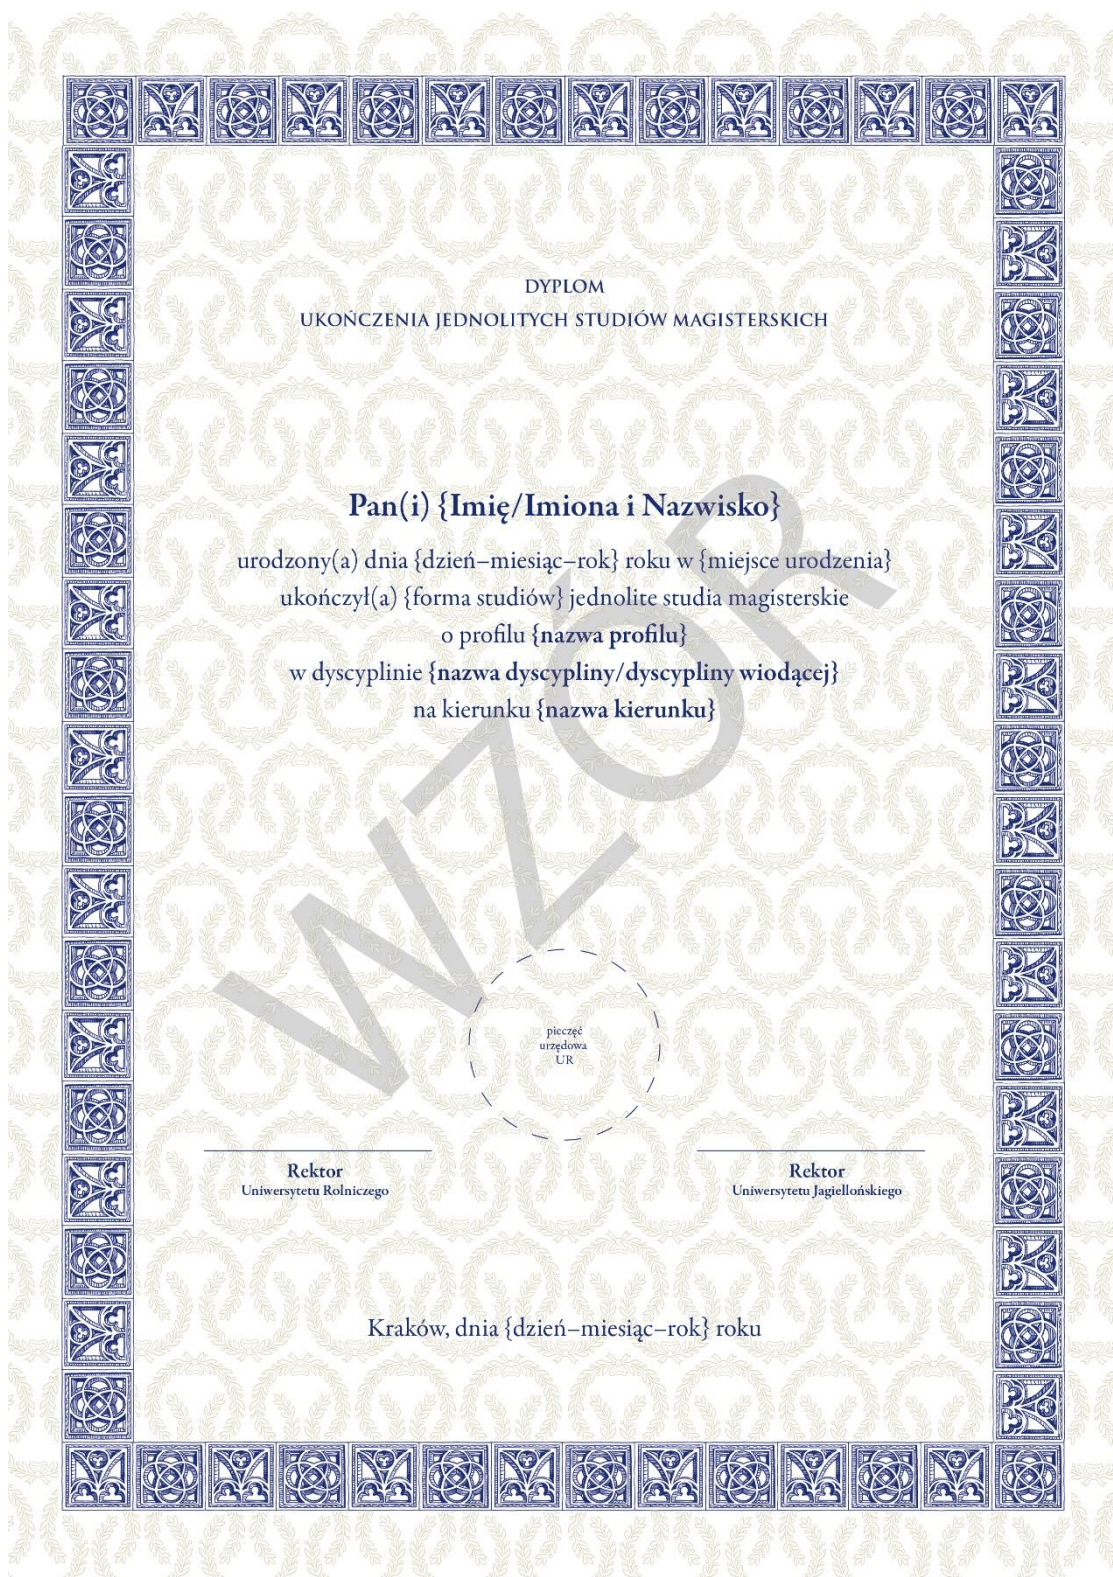 DYPLOM
UKOŃCZENIA JEDNOLITYCH STUDIÓW MAGISTERSKICH
Pan(i) {Imię/Imiona i Nazwisko}
urodzony(a) dnia {dzień–miesiąc–rok} roku w {miejsce urodzenia}
ukończył(a) {forma studiów} jednolite studia magisterskie
o profilu {nazwa profilu}
w dyscyplinie {nazwa dyscypliny/dyscypliny wiodącej}
na kierunku {nazwa kierunku}
WZÓR
pieczęć
urzędowa
UR
Rektor
Uniwersytetu Rolniczego
Rektor
Uniwersytetu Jagiellońskiego
Kraków, dnia {dzień–miesiąc–rok} roku